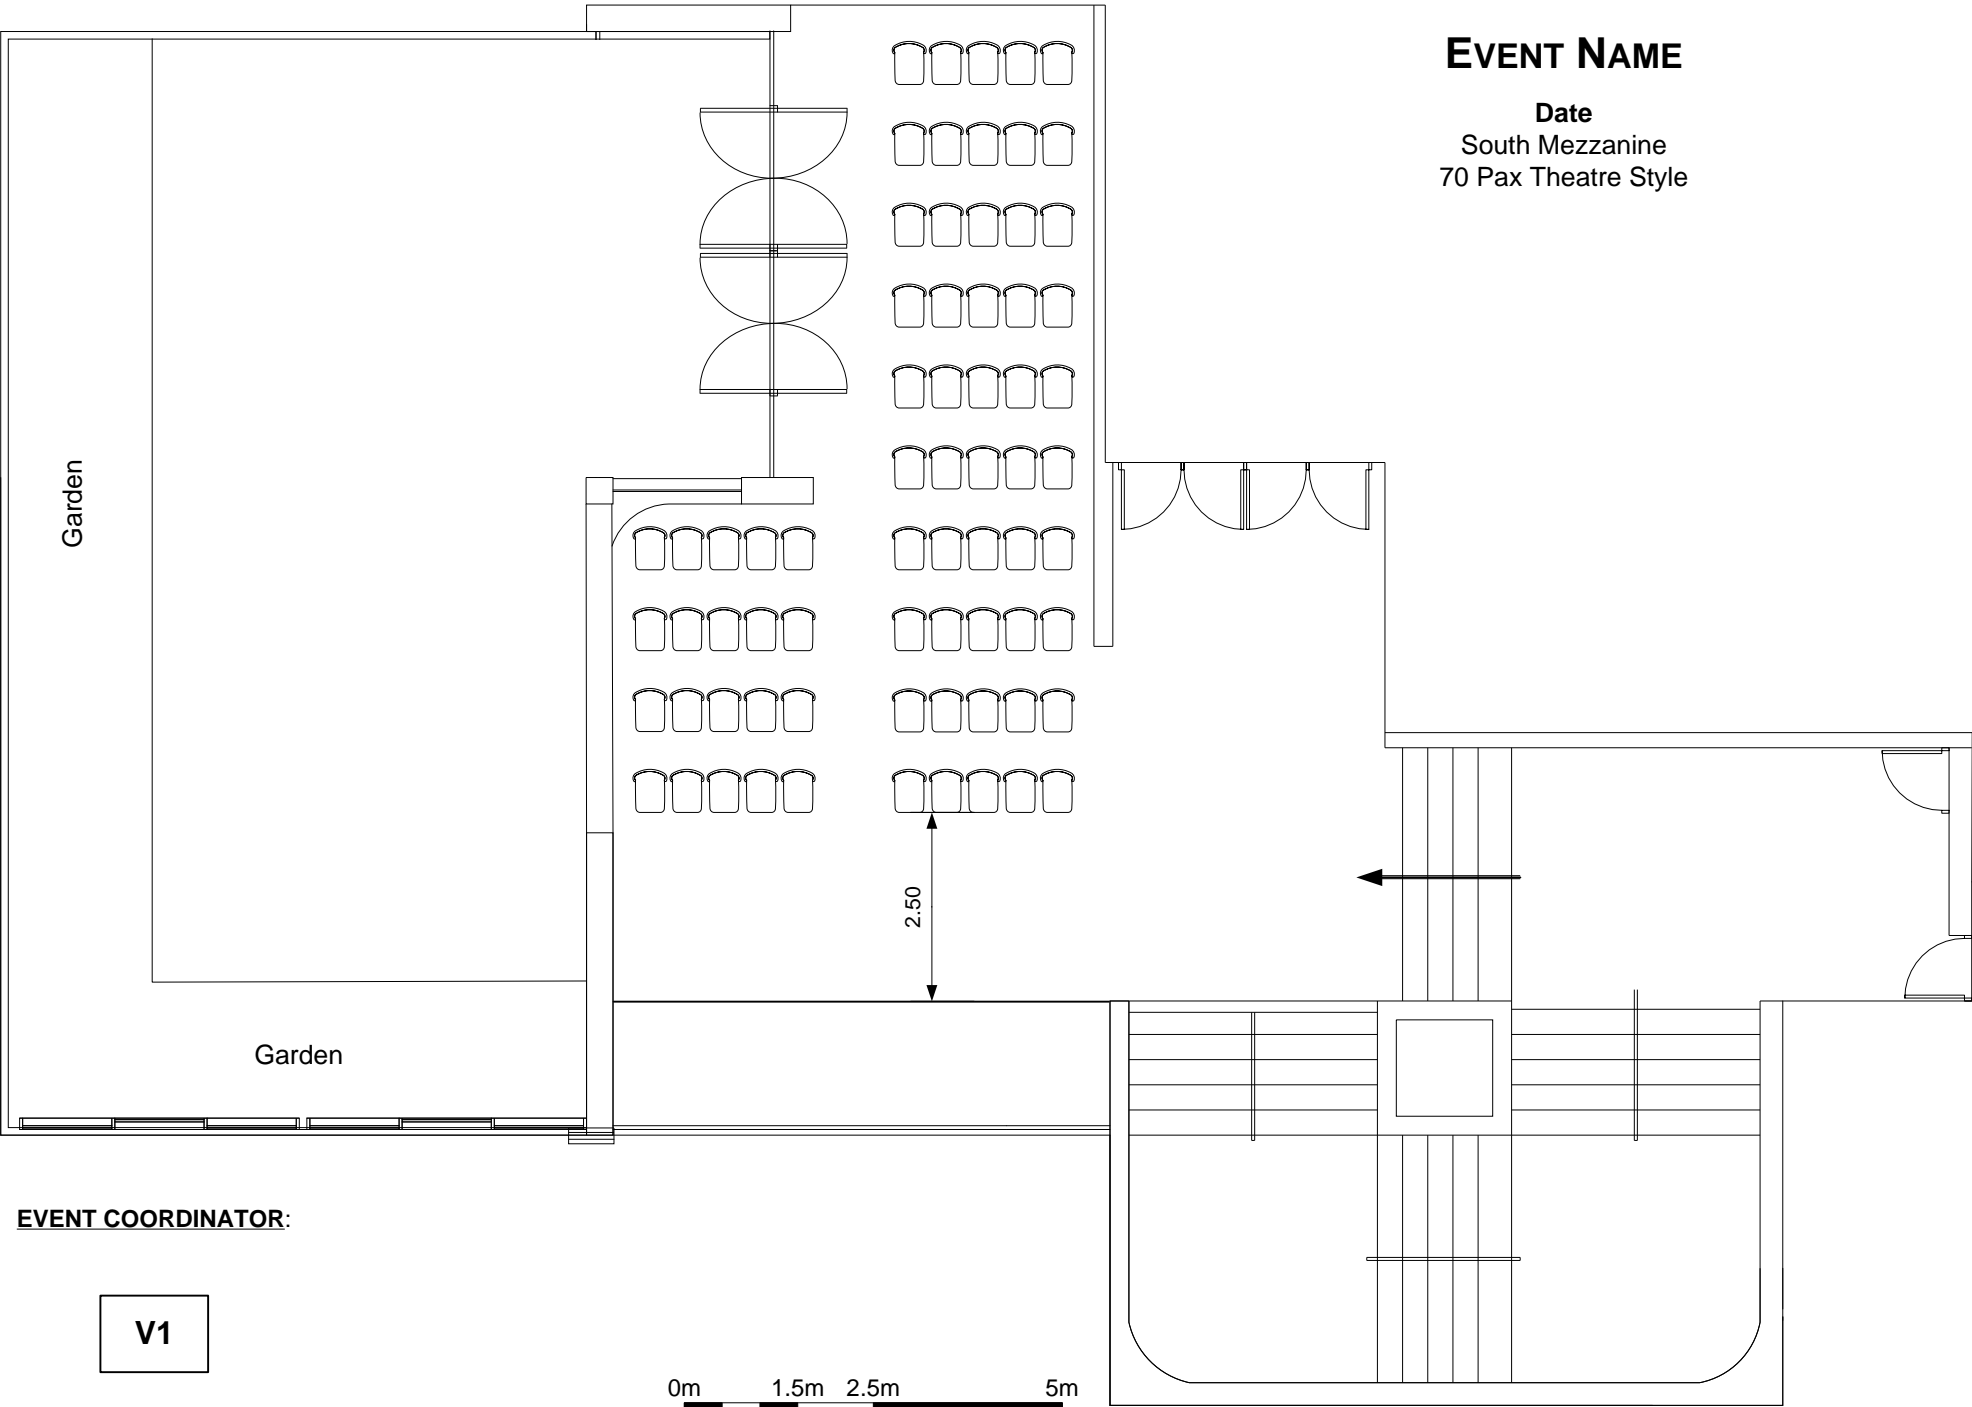 EVENT NAME
Date
South Mezzanine
70 Pax Theatre Style
Garden
2.50
Garden
EVENT COORDINATOR:
V1
0m 1.5m 2.5m 5m